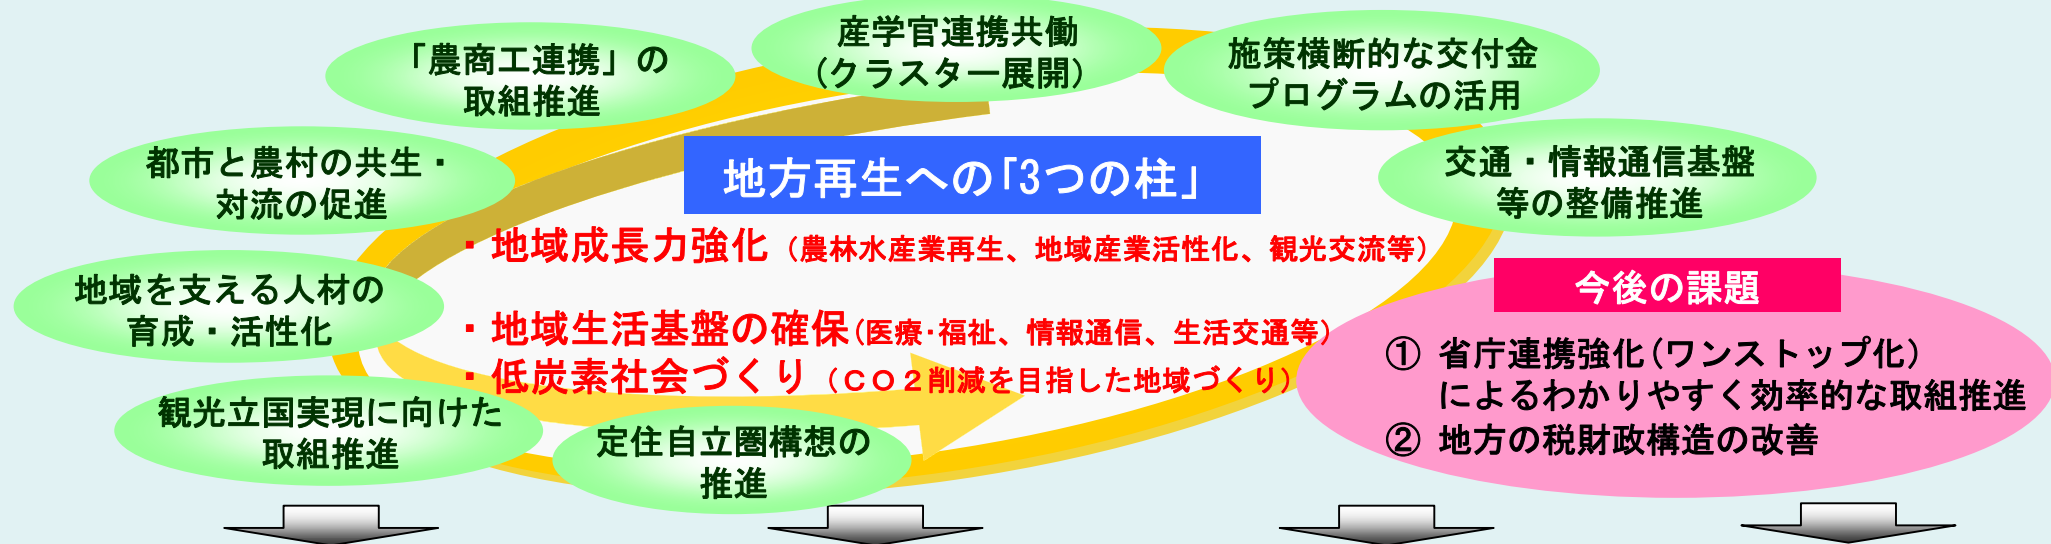 産学官連携共働
(クラスター展開)
「農商工連携」の
取組推進
施策横断的な交付金
プログラムの活用
都市と農村の共生・
対流の促進
地方再生への「3つの柱」
交通・情報通信基盤
等の整備推進
・地域成長力強化（農林水産業再生、地域産業活性化、観光交流等）
地域を支える人材の
育成・活性化
・地域生活基盤の確保(医療・福祉、情報通信、生活交通等)
・低炭素社会づくり（ＣＯ２削減を目指した地域づくり）
今後の課題
① 省庁連携強化(ワンストップ化)
によるわかりやすく効率的な取組推進
② 地方の税財政構造の改善
観光立国実現に向けた
取組推進
定住自立圏構想の
推進